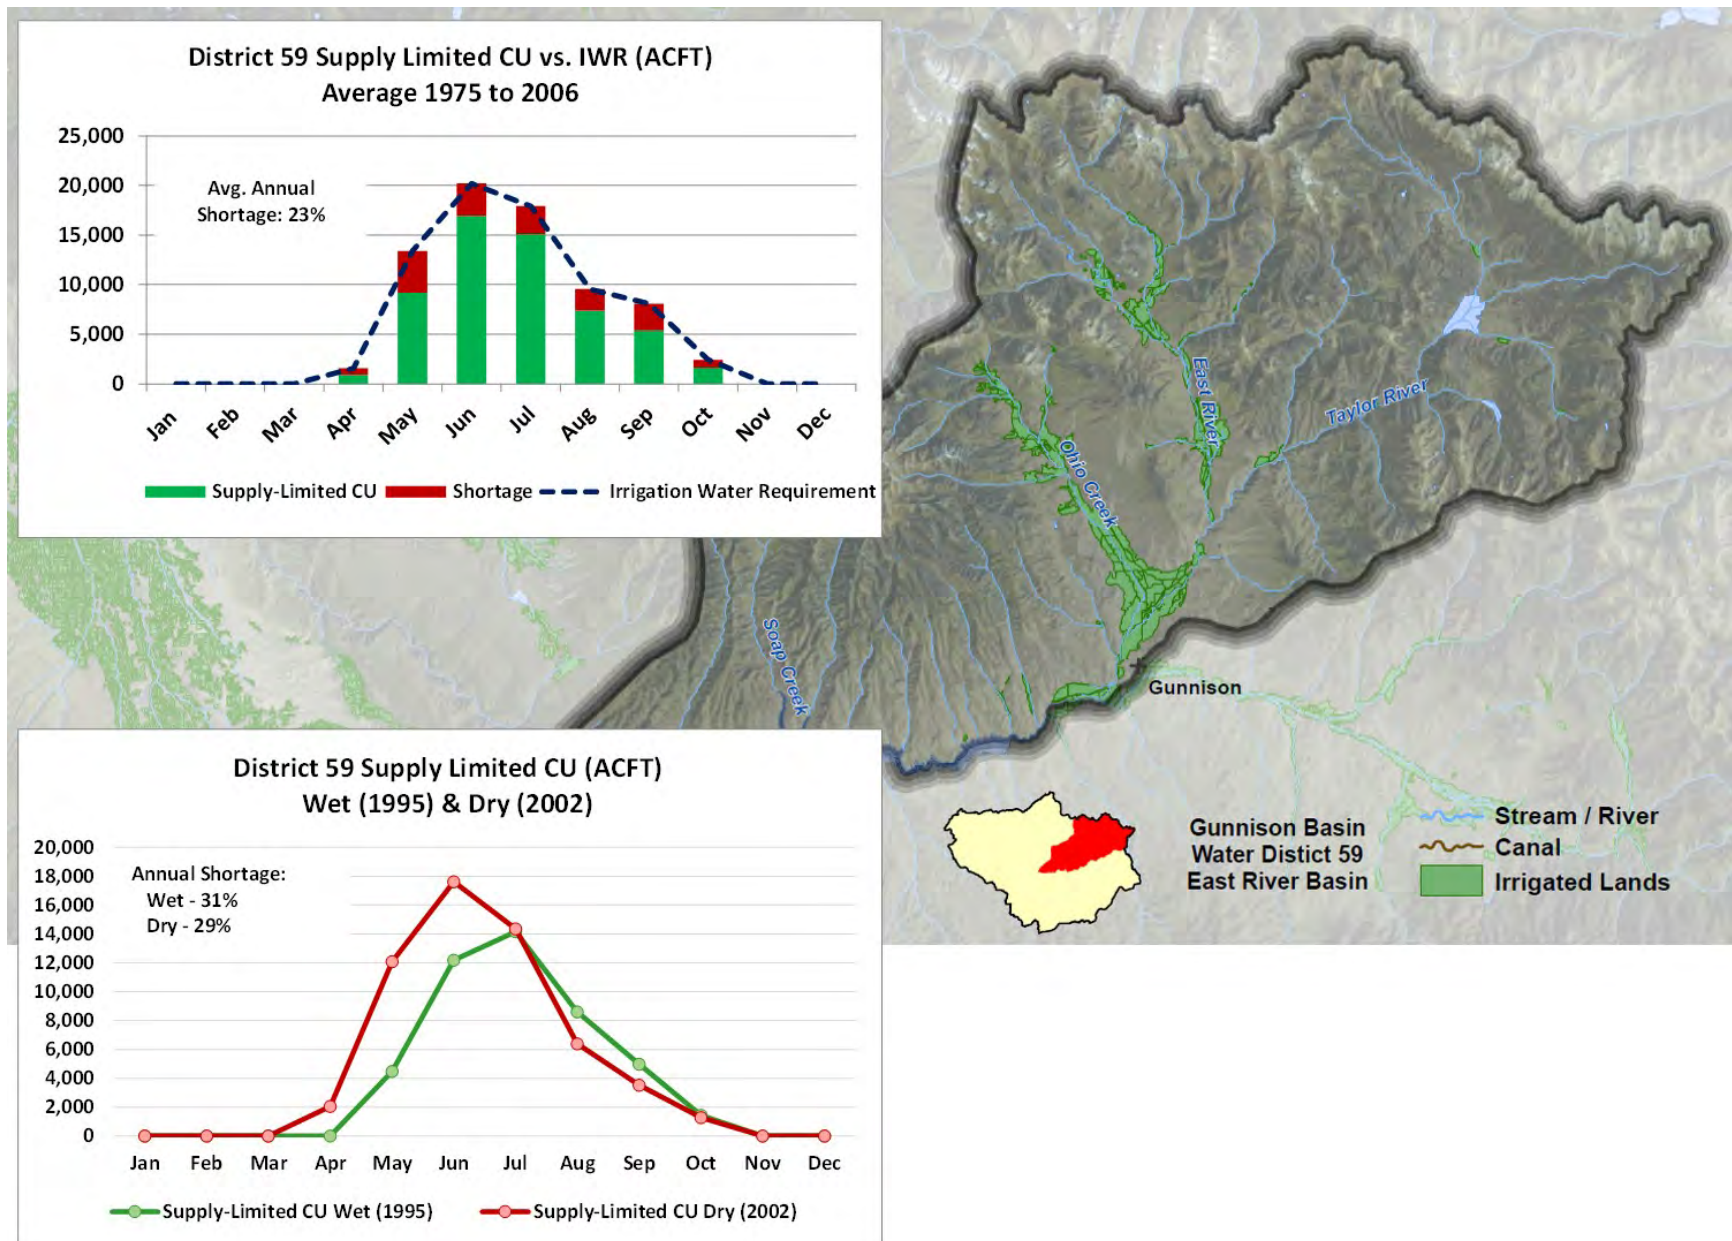 District 59 Supply Limited CU vs. IWR (ACFT)
Average 1975 to 2006
25,000
20,000
15,000
10,000
5,000
0
Avg. Annual
Shortage: 23%
Jan Feb Mar Apr May Jun Jul Aug Sep Oct Nov Dec
Supply-Limited CU Shortage Irrigation Water Requirement
East River
Taylor River
Ohio Creek
Soap Creek
Gunnison
District 59 Supply Limited CU (ACFT)
Wet (1995) & Dry (2002)
20,000
18,000
16,000
14,000
12,000
10,000
8,000
6,000
4,000
2,000
0
Annual Shortage:
Wet - 31%
Dry - 29%
Jan Feb Mar Apr May Jun Jul Aug Sep Oct Nov Dec
Supply-Limited CU Wet (1995) Supply-Limited CU Dry (2002)
Gunnison Basin
Water Distict 59
East River Basin
Stream / River
Canal
Irrigated Lands